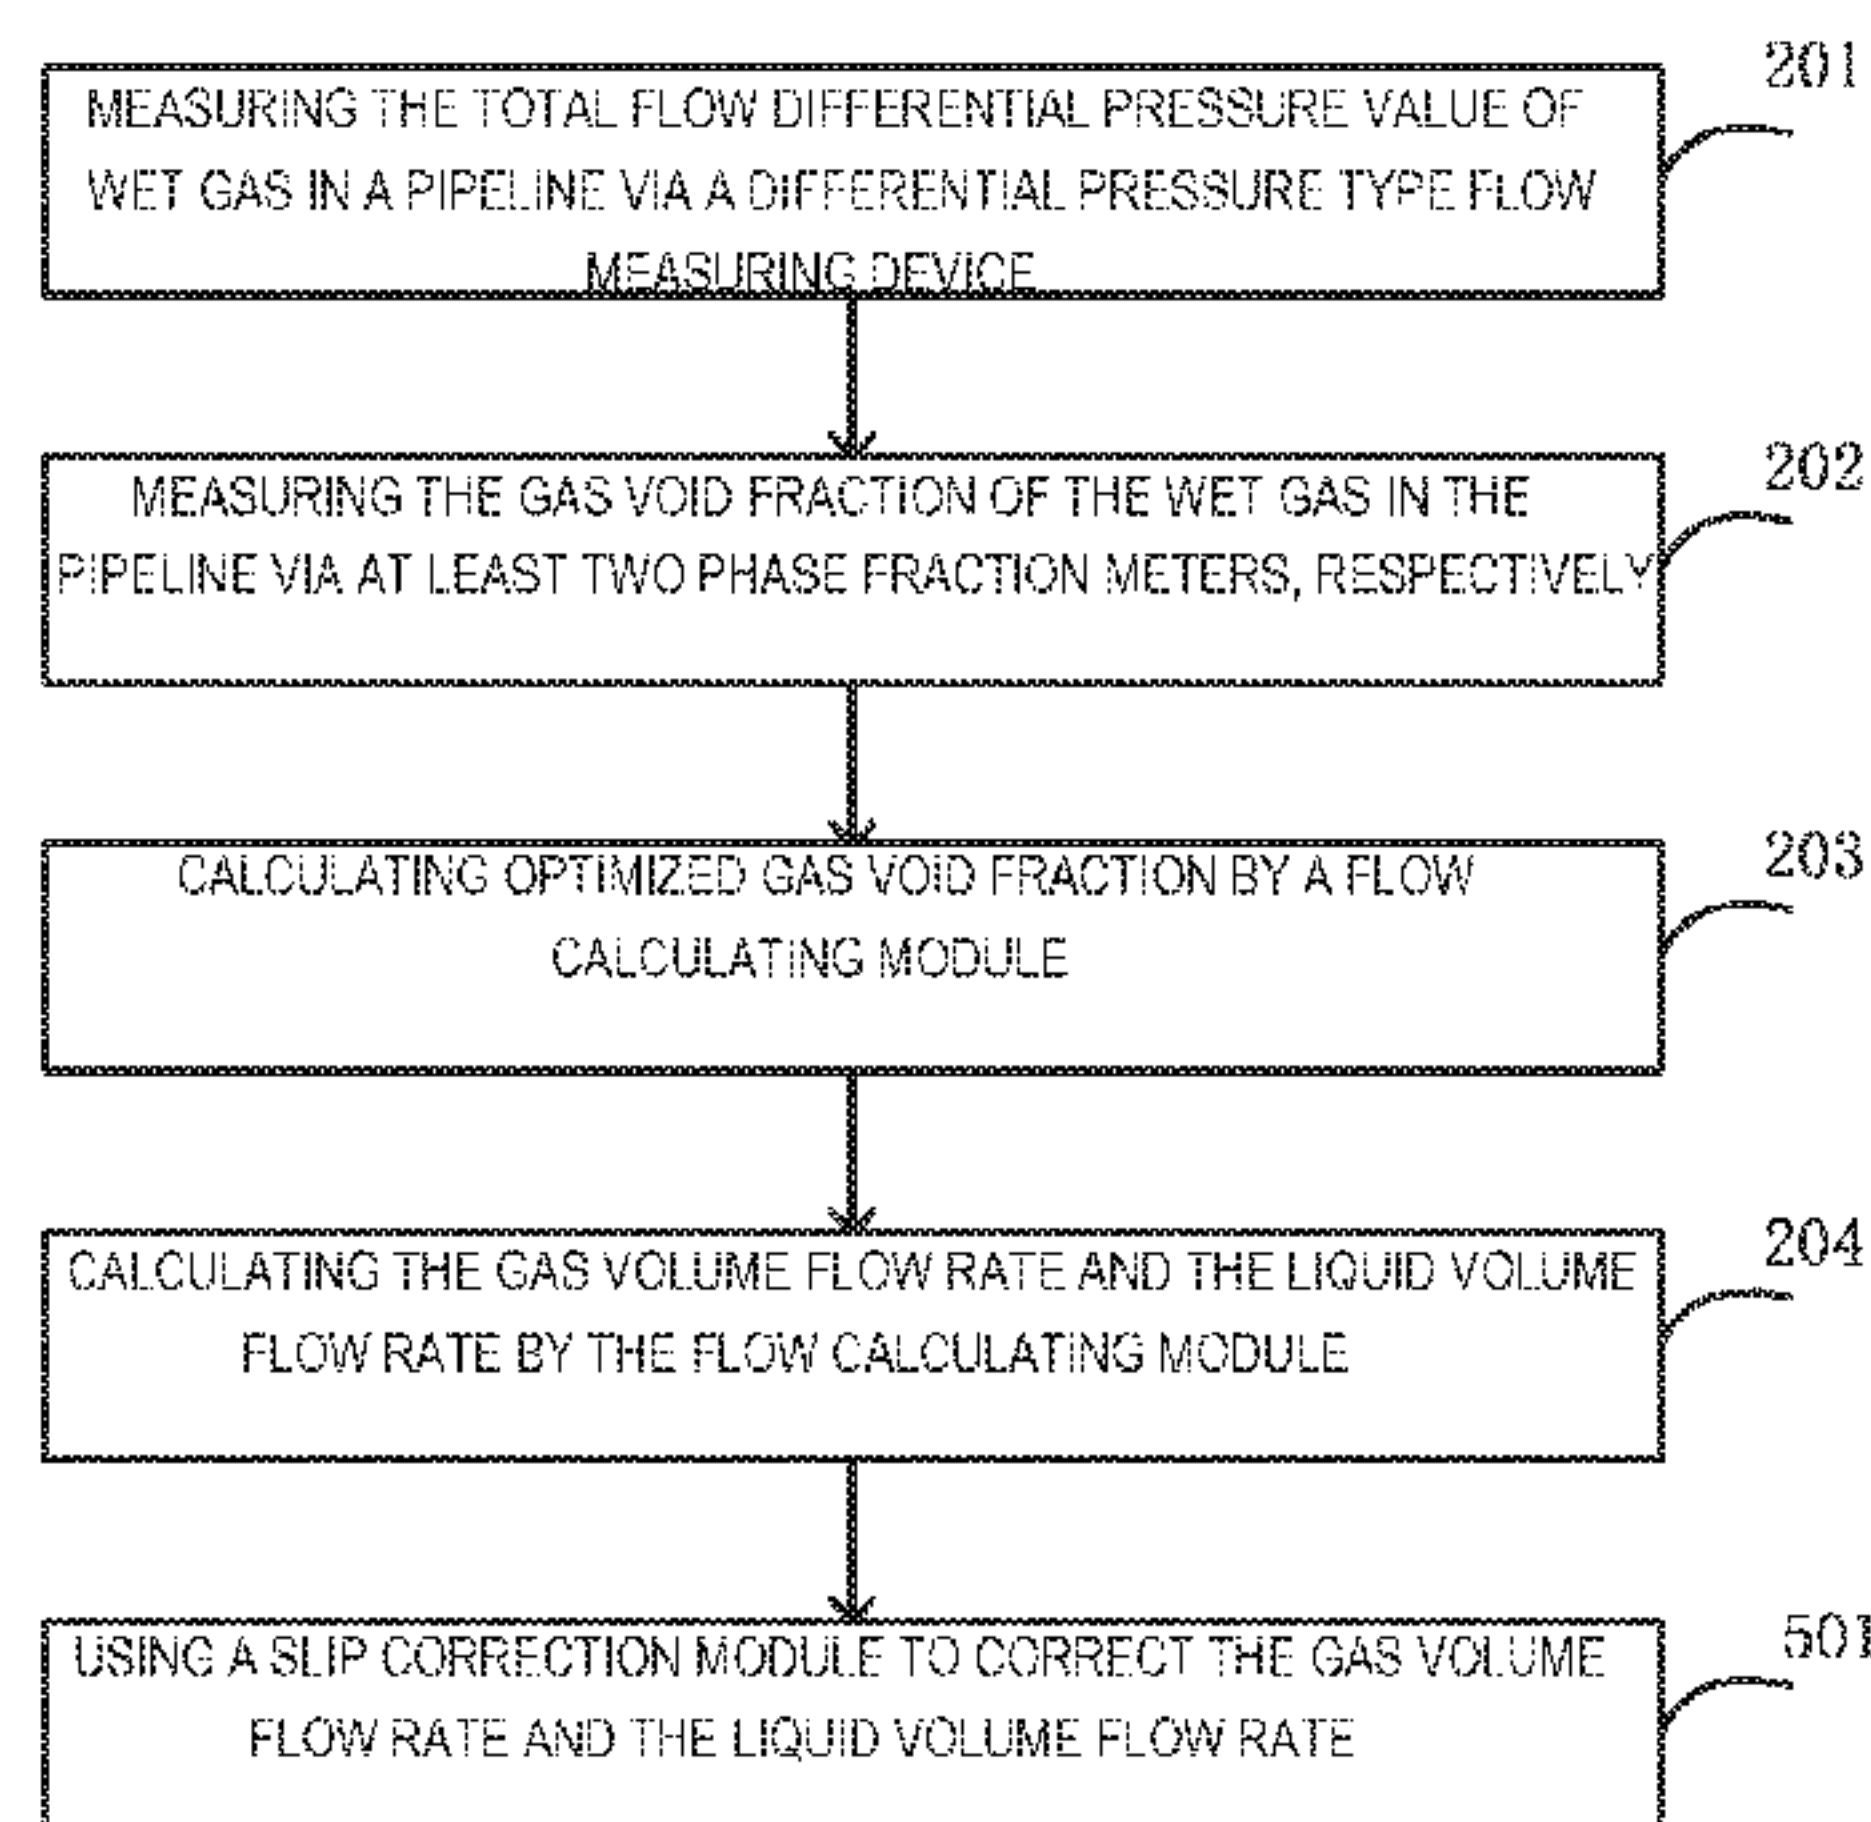 201
MEASURING THE TOTAL FLOW DIFFERENTIAL PRESSURE VALUE OF
WET GAS IN A PIPELINE VIA A DIFFERENTIAL PRESSURE TYPE FLOW
MEASURING DEVICE
202
MEASURING THE GAS VOID FRACTION OF THE WET GAS IN THE
PIPELINE VIA AT LEAST TWO PHASE FRACTION METERS, RESPECTIVELY
203
CALCULATING OPTIMIZED GAS VOID FRACTION BY A FLOW
CALCULATING MODULE
204
CALCULATING THE GAS VOLUME FLOW RATE AND THE LIQUID VOLUME
FLOW RATE BY THE FLOW CALCULATING MODULE
501
USING A SLIP CORRECTION MODULE TO CORRECT THE GAS VOLUME
FLOW RATE AND THE LIQUID VOLUME FLOW RATE